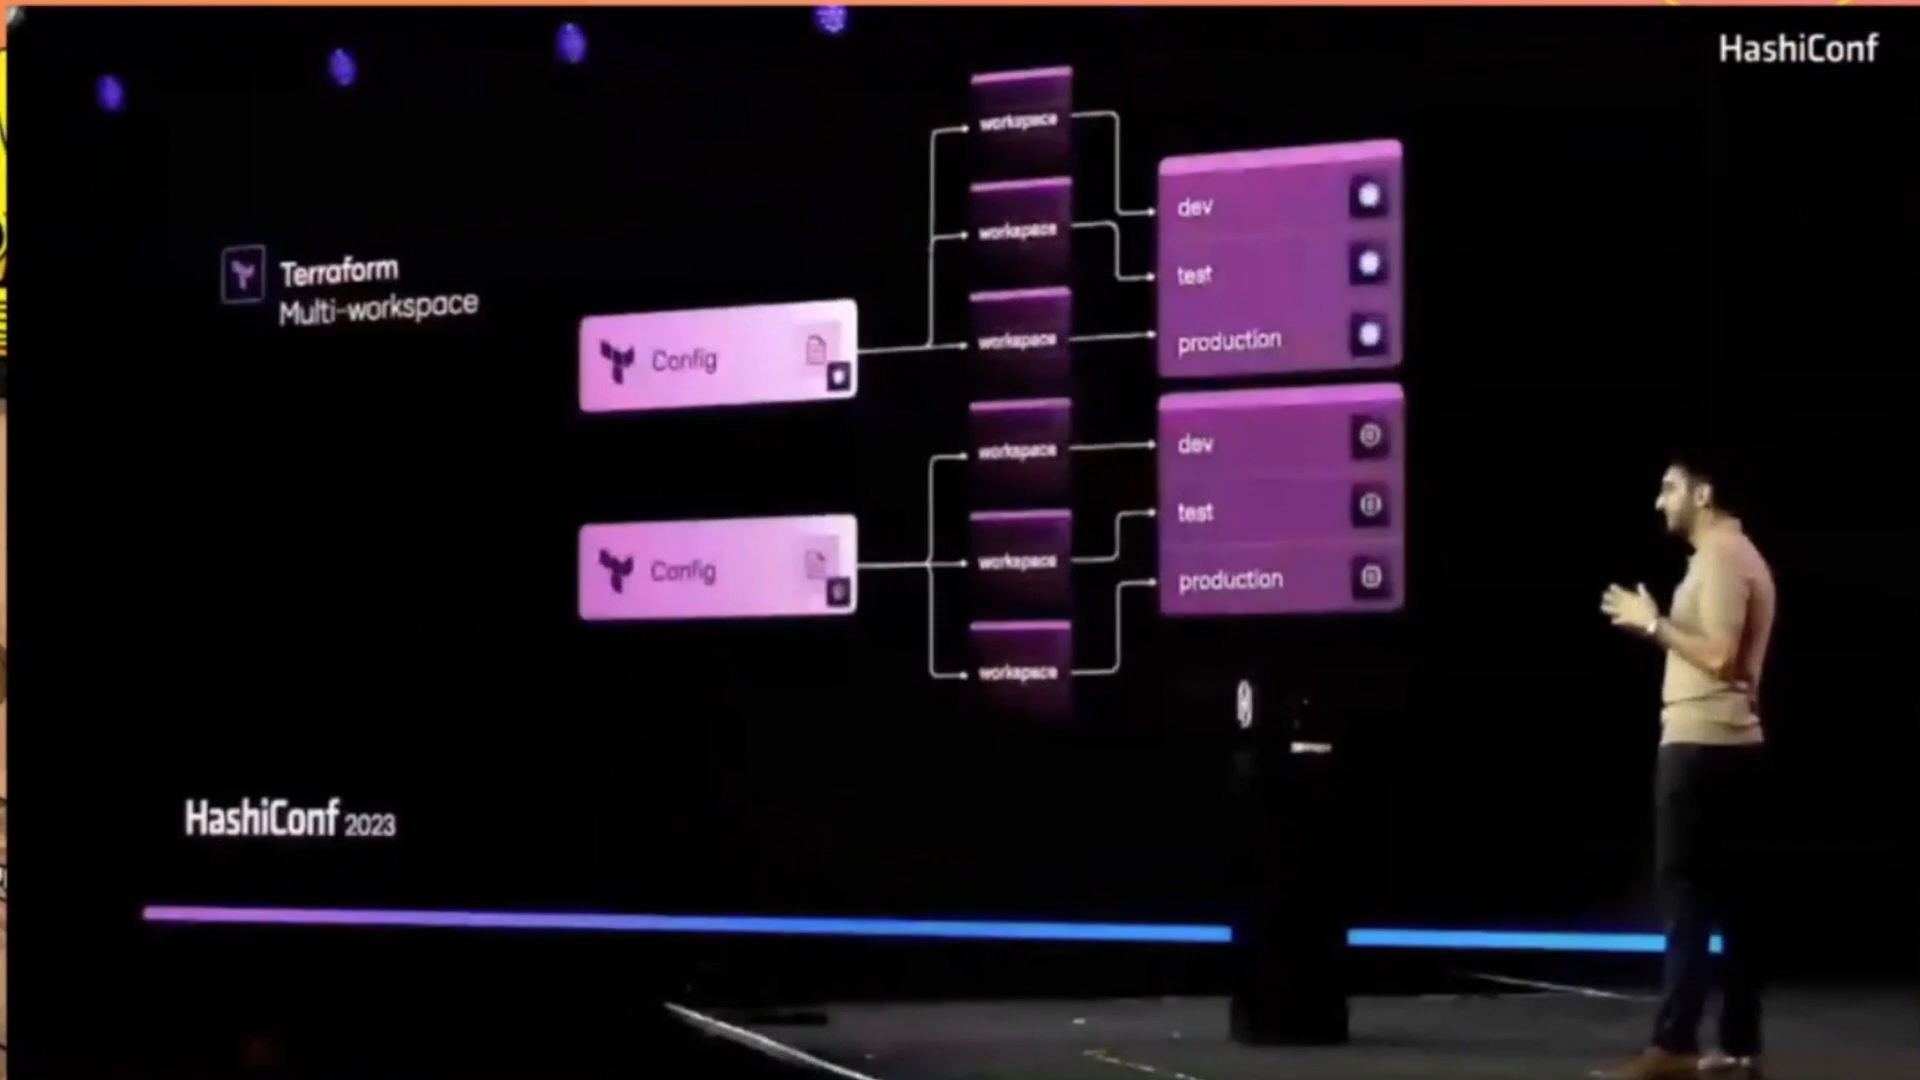 HashiConf
Terraform
Multi-workspace
Config
Config
workspace
workspace
workspace
workspace
workspace
workspace
dev
test
production
dev
test
production
HashiConf 2023